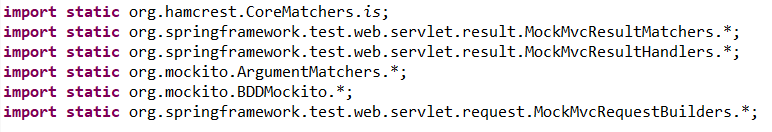 import static org.hamcrest.CoreMatchers.is;
import static org.springframework.test.web.servlet.result.MockMvcResultMatchers.*;
import static org.springframework.test.web.servlet.result.MockMvcResultHandlers.*;
import static org.mockito.ArgumentMatchers.*;
import static org.mockito.BDDMockito.*;
import static org.springframework.test.web.servlet.request.MockMvcRequestBuilders.*;